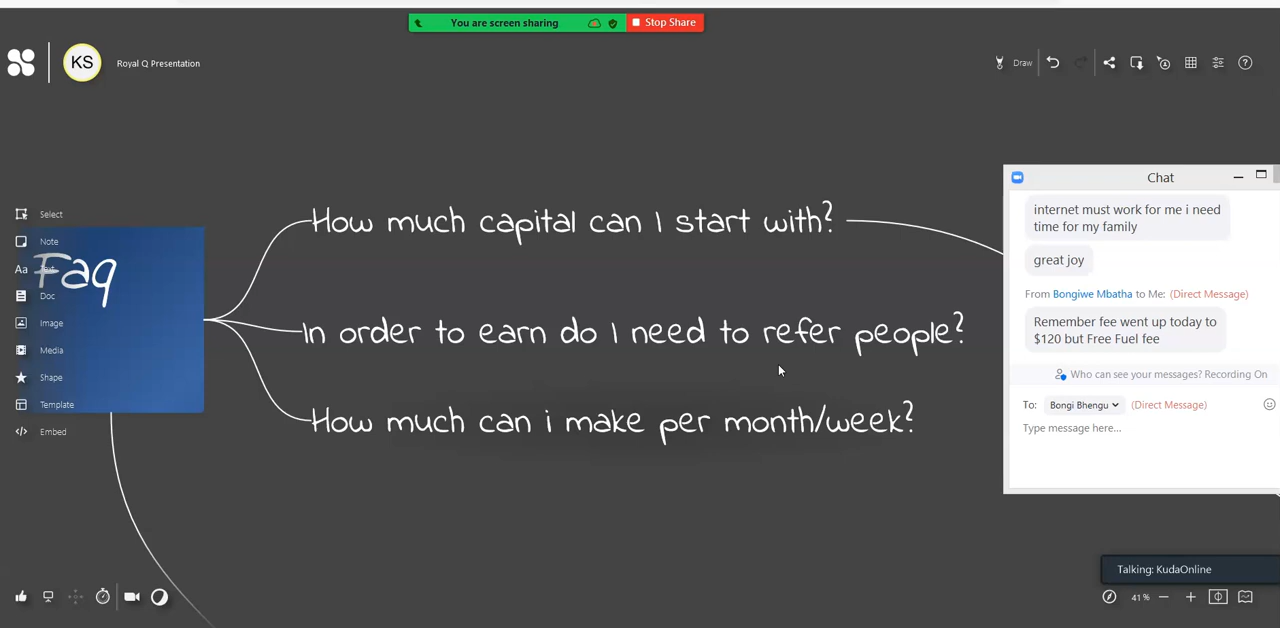 You are screen sharing
Stop Share
KS
Royal Q Presentation
Draw
Select
Note
Aa
Faq
Doc
Image
Media
Shape
Template
Embed
How much capital can I start with?
In order to earn do I need to refer people?
How much can i make per month/week?
Chat
internet must work for me i need
time for my family
great joy
From Bongiwe Mbatha to Me: (Direct Message)
Remember fee went up today to
$120 but Free Fuel fee
Who can see your messages? Recording On
To: Bongi Bhengu (Direct Message)
Type message here...
Talking: KudaOnline
41%